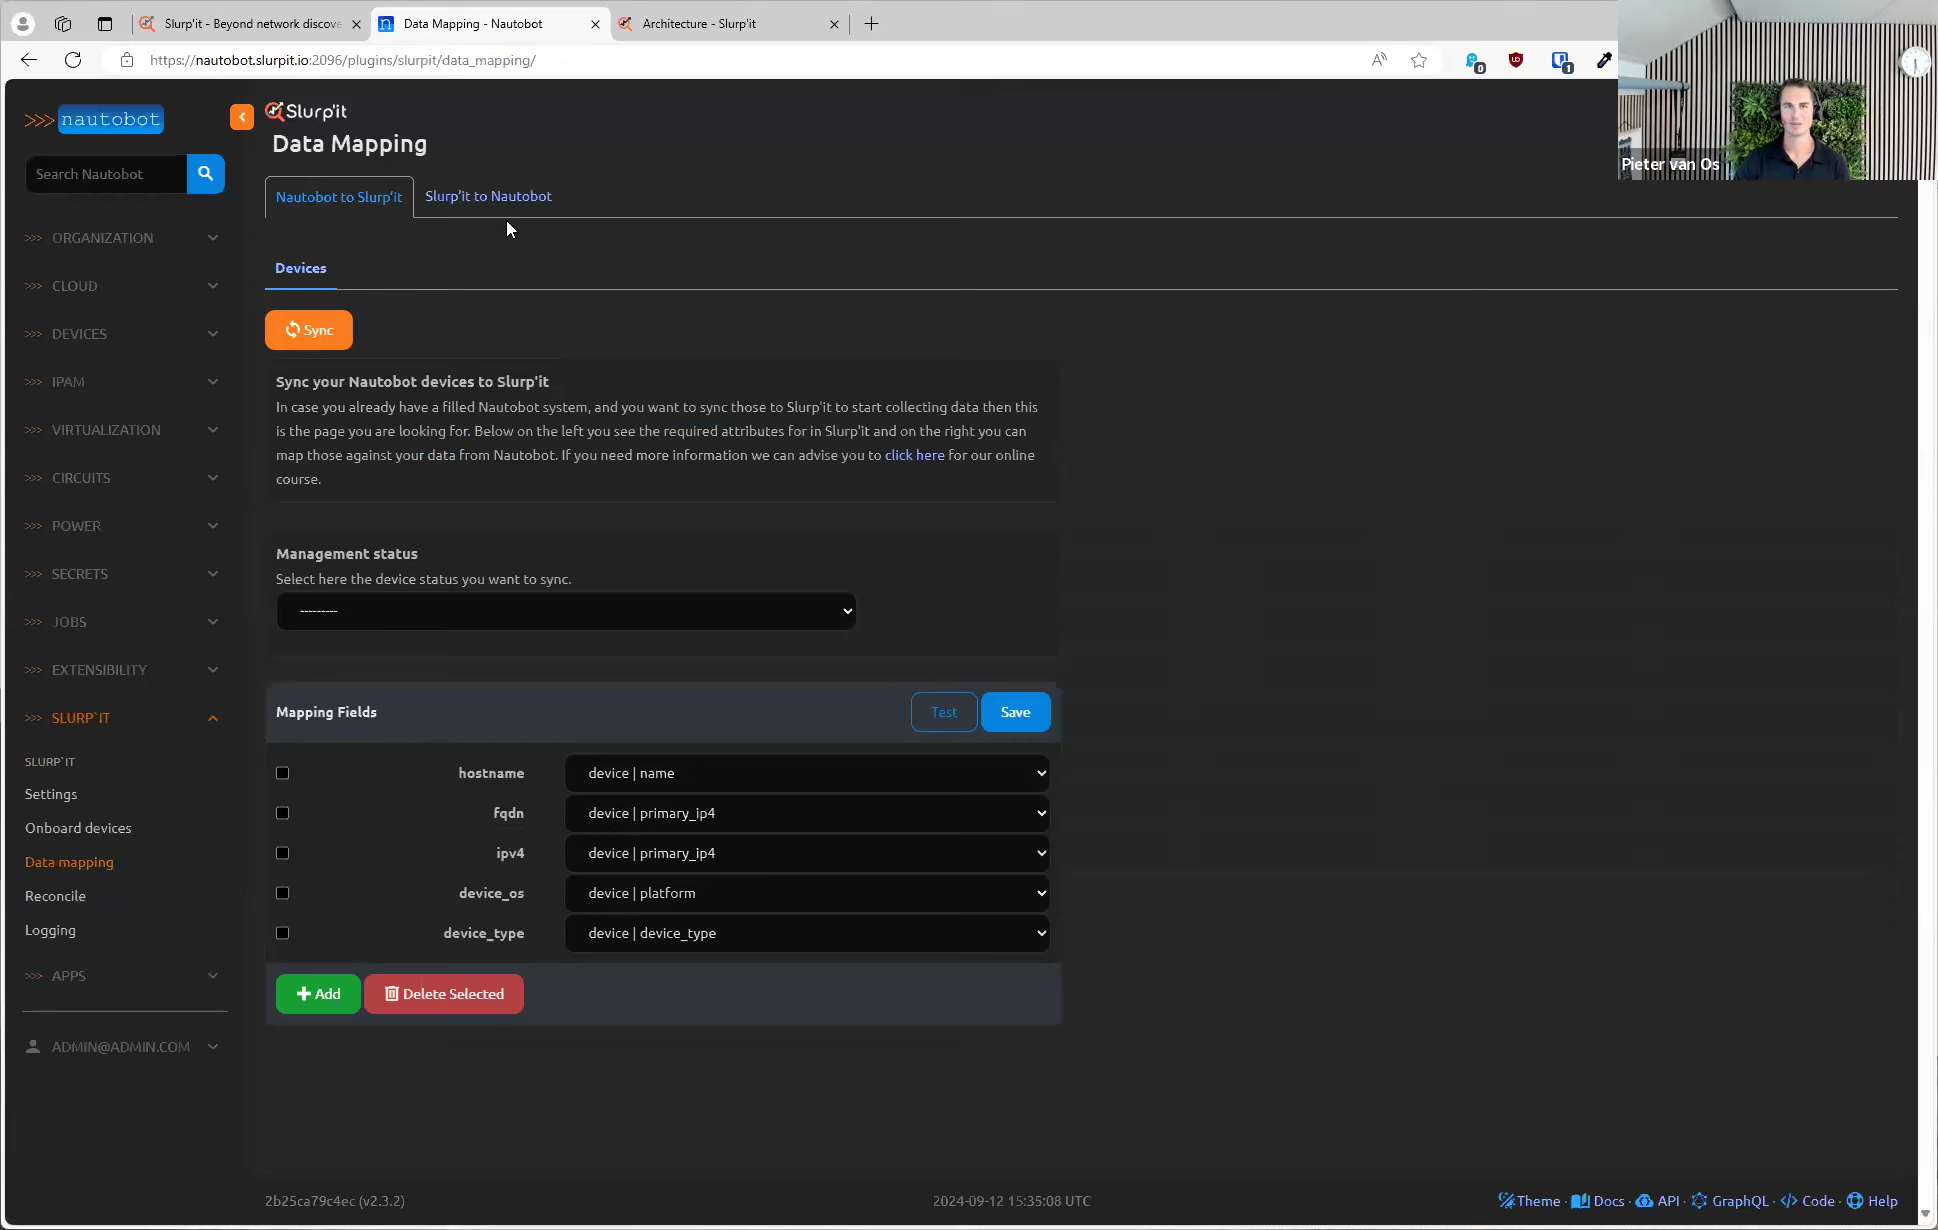 Slurp'it - Beyond network discove
Data Mapping - Nautobot
Architecture - Slurp'it
https://nautobot.slurpit.io:2096/plugins/slurpit/data_mapping/
0
1
Pieter van Os
>>> nautobot
Slurp'it
Data Mapping
Search Nautobot
Nautobot to Slurp'it
Slurp'it to Nautobot
>>> ORGANIZATION
>>> CLOUD
>>> DEVICES
>>> IPAM
>>> VIRTUALIZATION
>>> CIRCUITS
>>> POWER
>>> SECRETS
>>> JOBS
>>> EXTENSIBILITY
>>> SLURP`IT
SLURP`IT
Settings
Onboard devices
Data mapping
Reconcile
Logging
>>> APPS
ADMIN@ADMIN.COM
Devices
Sync
Sync your Nautobot devices to Slurp'it
In case you already have a filled Nautobot system, and you want to sync those to Slurp'it to start collecting data then this
is the page you are looking for. Below on the left you see the required attributes for in Slurp'it and on the right you can
map those against your data from Nautobot. If you need more information we can advise you to click here for our online
course.
Management status
Select here the device status you want to sync.
---------
Mapping Fields
Test
Save
hostname device | name
fqdn device | primary_ip4
ipv4 device | primary_ip4
device_os device | platform
device_type device | device_type
Add
Delete Selected
2b25ca79c4ec (v2.3.2)
2024-09-12 15:35:08 UTC
Theme · Docs · API · GraphQL · Code · Help